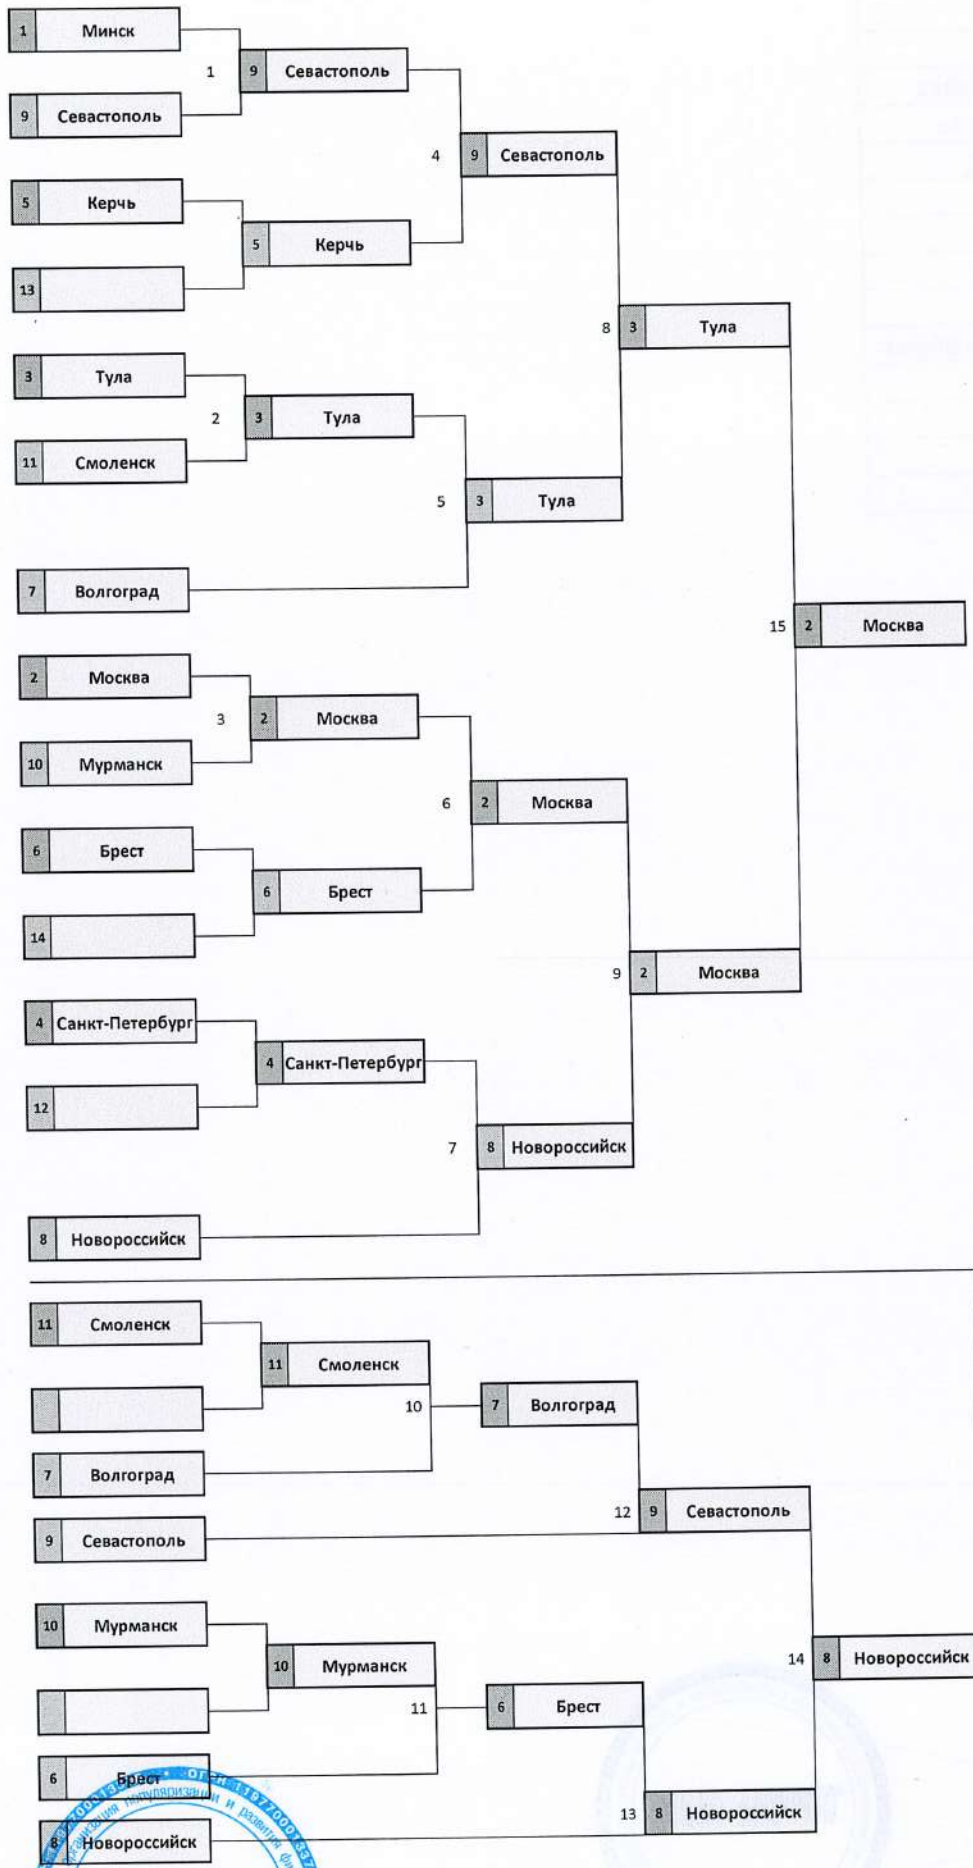 1 Минск
1
9 Севастополь
9 Севастополь
4
9 Севастополь
5 Керчь
5 Керчь
13
8
3 Тула
3 Тула
2
3 Тула
11 Смоленск
5
3 Тула
7 Волгоград
15
2 Москва
2 Москва
3
2 Москва
10 Мурманск
6
2 Москва
6 Брест
6 Брест
14
9
2 Москва
4 Санкт-Петербург
4 Санкт-Петербург
12
7
8 Новороссийск
8 Новороссийск
11 Смоленск
11 Смоленск
10
7 Волгоград
7 Волгоград
12
9 Севастополь
9 Севастополь
10 Мурманск
10 Мурманск
14
8 Новороссийск
11
6 Брест
6 Брест
13
8 Новороссийск
8 Новороссийск
популяризации и развития